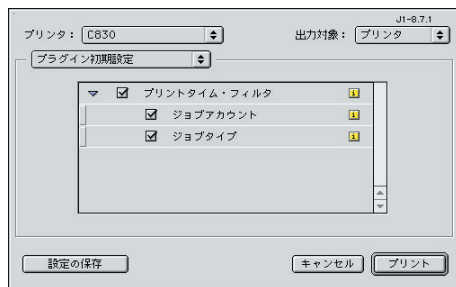 J1-8.7.1
プリンタ： C830 出力対象： プリンタ
プラグイン初期設定
プリントタイム・フィルタ
ジョブアカウント
ジョブタイプ
設定の保存 キャンセル プリント